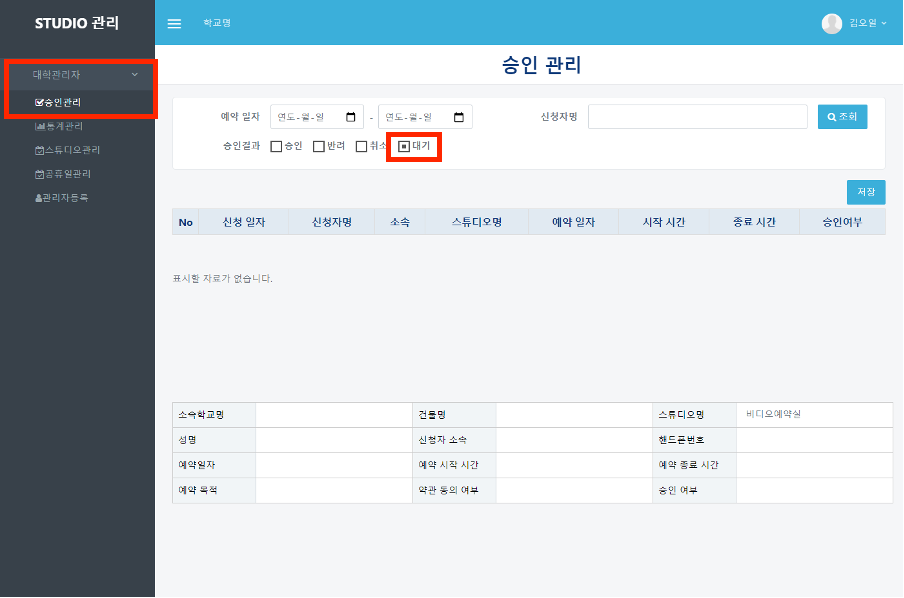 STUDIO 관리
학교명
김오일
대학관리자
승인관리
통계관리
스튜디오관리
공휴일관리
관리자등록
승인 관리
예약 일자 연도-월-일 - 연도-월-일 신청자명 조회
승인결과 승인 반려 취소 대기
저장
No 신청 일자 신청자명 소속 스튜디오명 예약 일자 시작 시간 종료 시간 승인여부
표시할 자료가 없습니다.
소속학교명 건물명 스튜디오명 비디오예약실
성명 신청자 소속 핸드폰번호
예약일자 예약 시작 시간 예약 종료 시간
예약 목적 약관 동의 여부 승인 여부